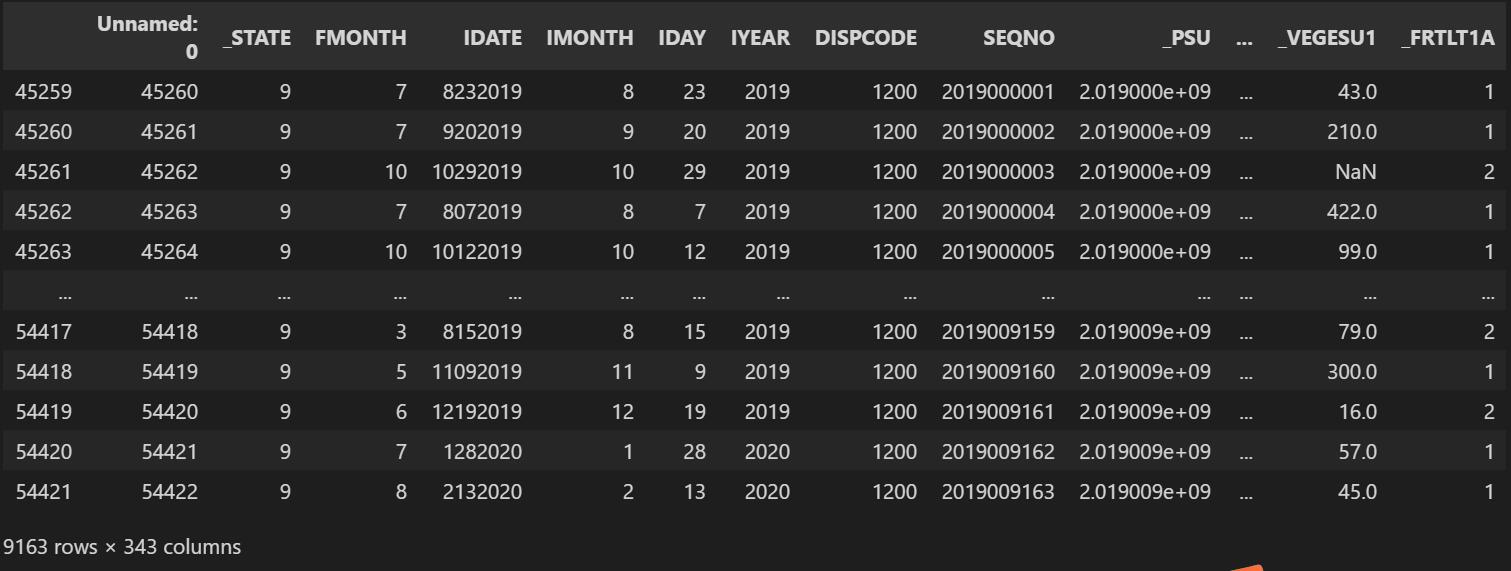 Unnamed: 0 _STATE FMONTH IDATE IMONTH IDAY IYEAR DISPCODE SEQNO _PSU ... _VEGESU1 _FRTLT1A
45259 45260 9 7 8232019 8 23 2019 1200 2019000001 2.019000e+09 ... 43.0 1
45260 45261 9 7 9202019 9 20 2019 1200 2019000002 2.019000e+09 ... 210.0 1
45261 45262 9 10 10292019 10 29 2019 1200 2019000003 2.019000e+09 ... NaN 2
45262 45263 9 7 8072019 8 7 2019 1200 2019000004 2.019000e+09 ... 422.0 1
45263 45264 9 10 10122019 10 12 2019 1200 2019000005 2.019000e+09 ... 99.0 1
... ... ... ... ... ... ... ... ... ... ... ... ... ...
54417 54418 9 3 8152019 8 15 2019 1200 2019009159 2.019009e+09 ... 79.0 2
54418 54419 9 5 11092019 11 9 2019 1200 2019009160 2.019009e+09 ... 300.0 1
54419 54420 9 6 12192019 12 19 2019 1200 2019009161 2.019009e+09 ... 16.0 2
54420 54421 9 7 1282020 1 28 2020 1200 2019009162 2.019009e+09 ... 57.0 1
54421 54422 9 8 2132020 2 13 2020 1200 2019009163 2.019009e+09 ... 45.0 1
9163 rows × 343 columns